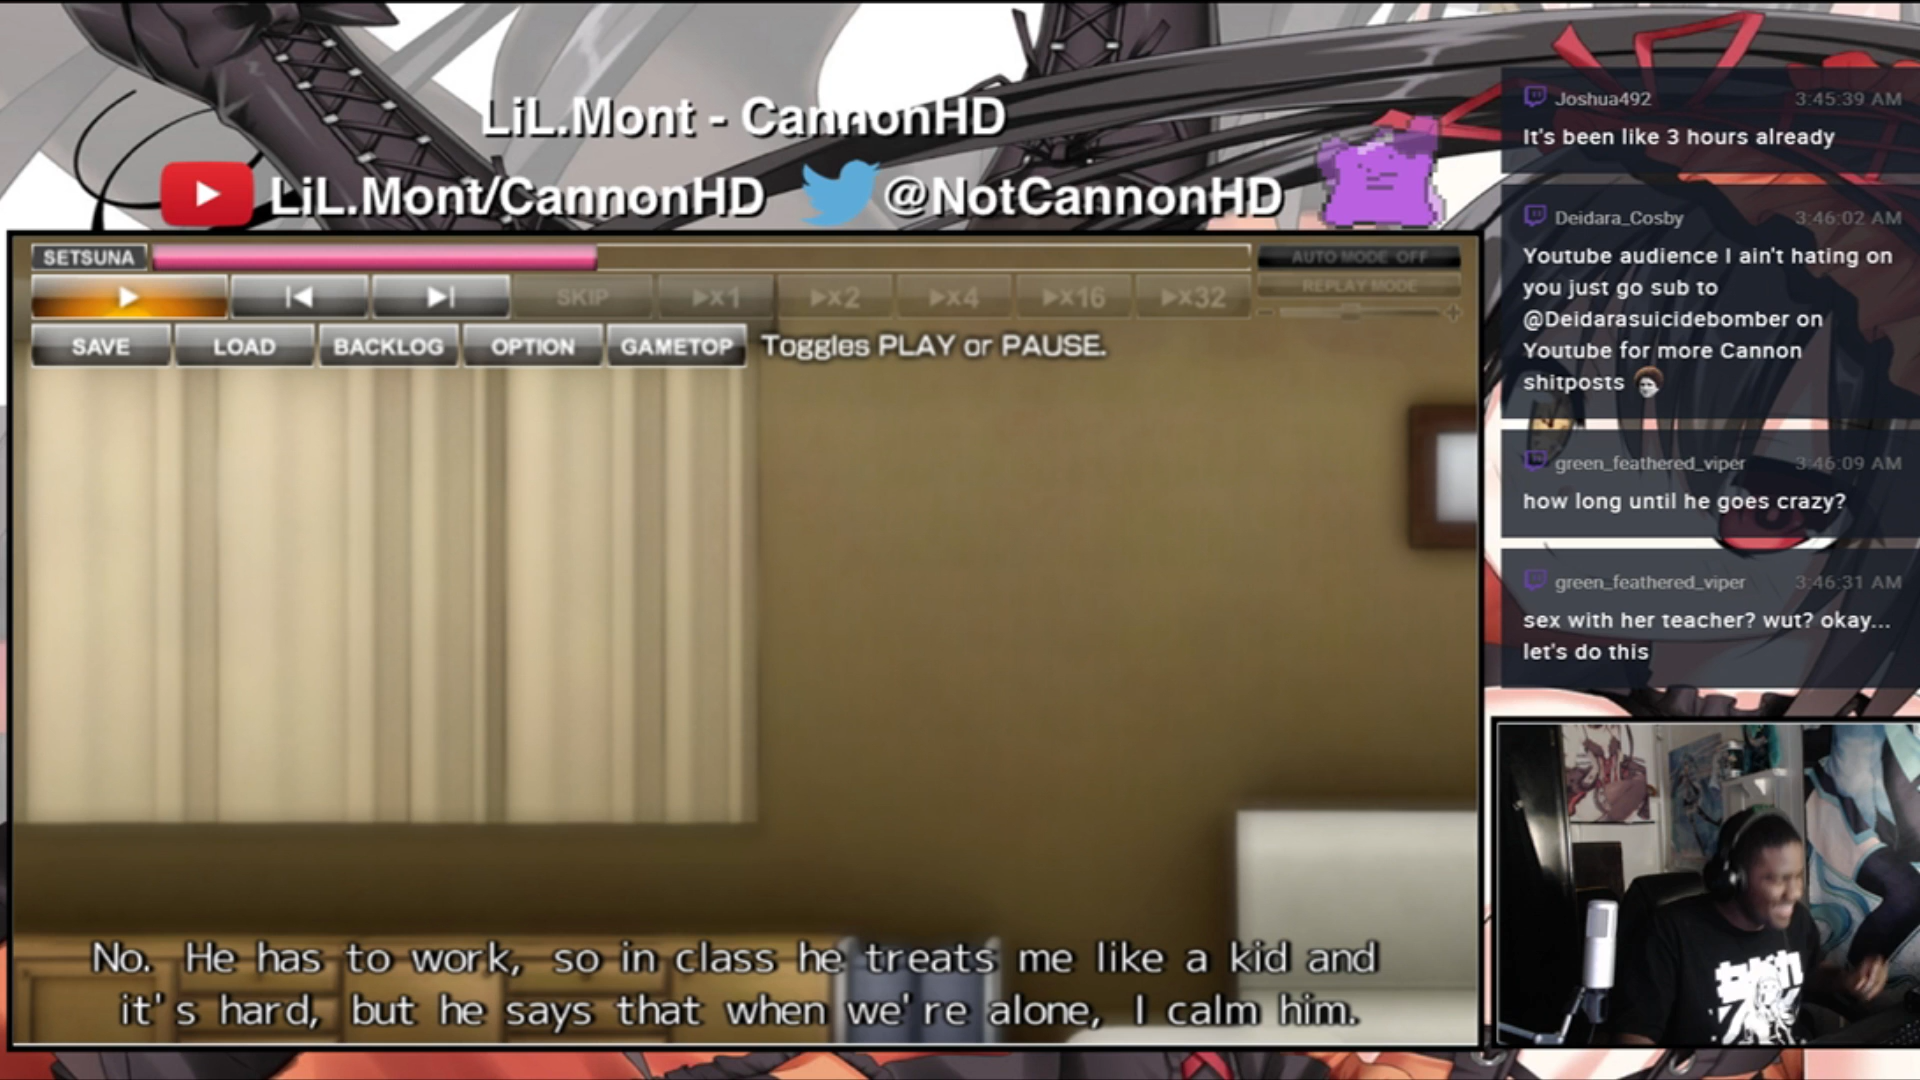 LiL.Mont - CannonHD
LiL.Mont/CannonHD @NotCannonHD
SETSUNA
AUTO MODE OFF
REPLAY MODE
SKIP x1 x2 x4 x16 x32
SAVE LOAD BACKLOG OPTION GAMETOP Toggles PLAY or PAUSE.
No. He has to work, so in class he treats me like a kid and
it's hard, but he says that when we're alone, I calm him.
Joshua492 3:45:39 AM
It's been like 3 hours already
Deidara_Cosby 3:46:02 AM
Youtube audience I ain't hating on
you just go sub to
@Deidarasuicidebomber on
Youtube for more Cannon
shitposts
green_feathered_viper 3:46:09 AM
how long until he goes crazy?
green_feathered_viper 3:46:31 AM
sex with her teacher? wut? okay...
let's do this